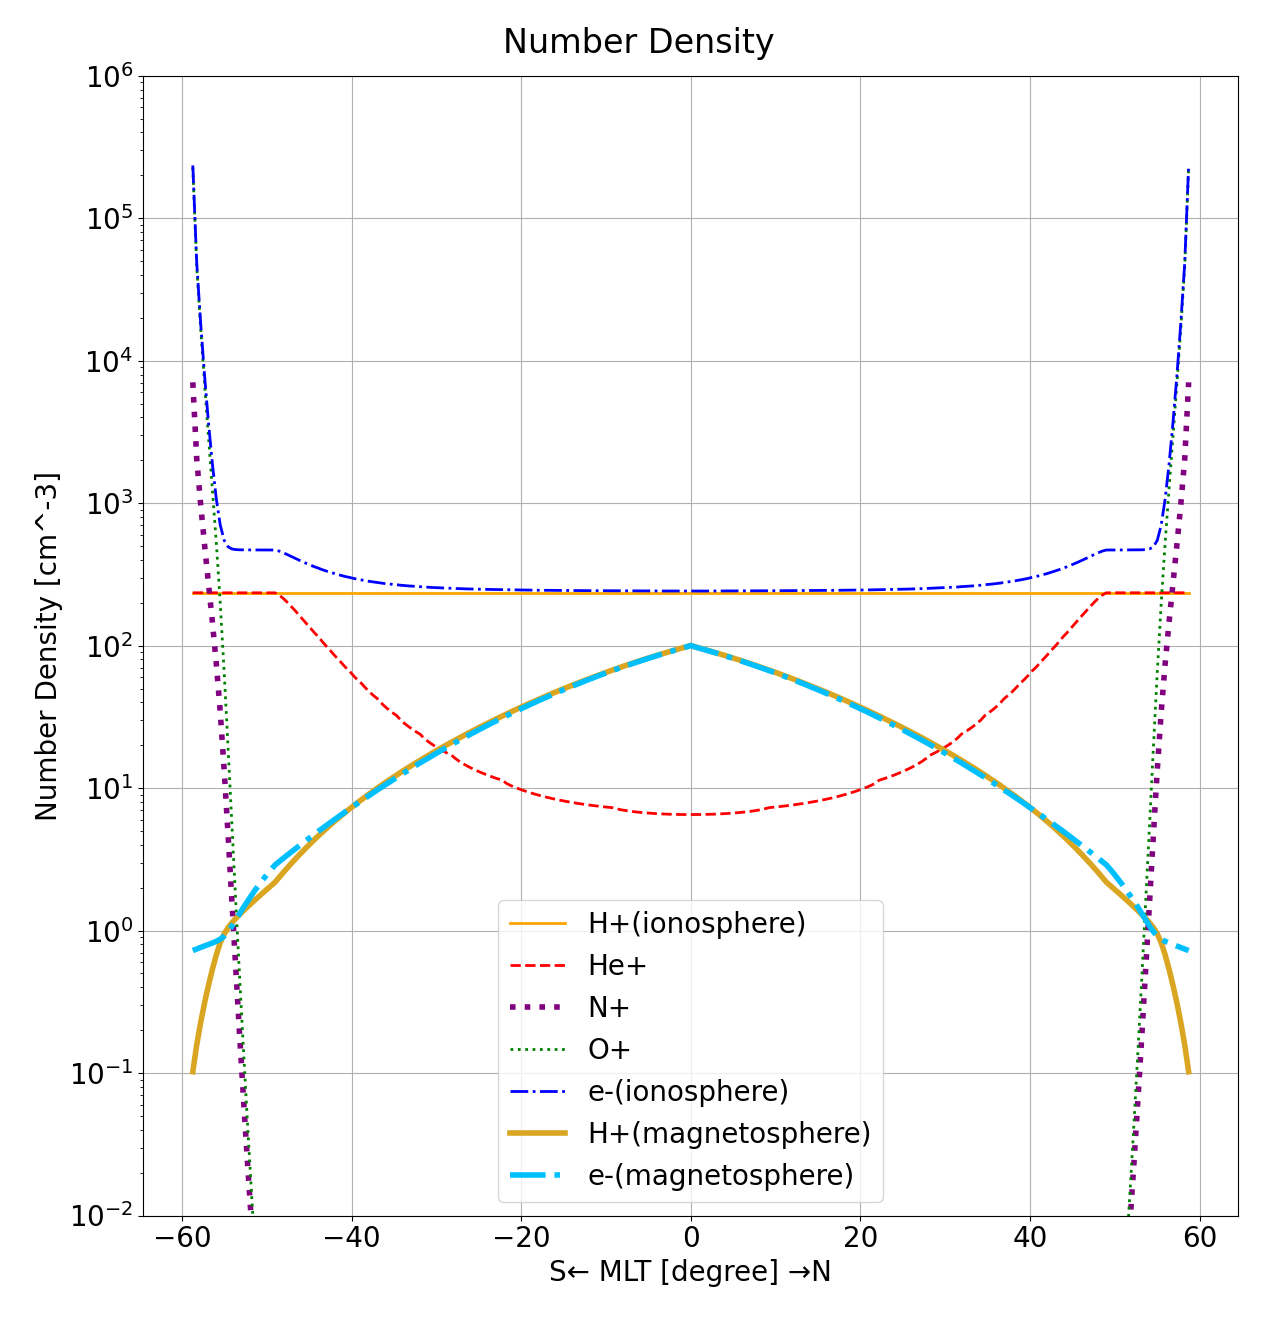 Number Density
10^6
10^5
10^4
10^3
10^2
10^1
10^0
10^−1
10^−2
Number Density [cm^-3]
H+(ionosphere)
He+
N+
O+
e-(ionosphere)
H+(magnetosphere)
e-(magnetosphere)
−60 −40 −20 0 20 40 60
S← MLT [degree] →N